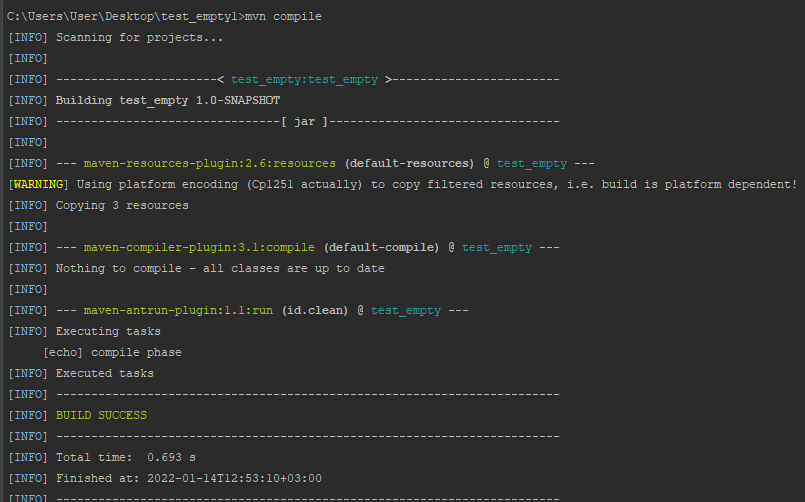 C:\Users\User\Desktop\test_empty1>mvn compile
[INFO] Scanning for projects...
[INFO]
[INFO] -----------------------< test_empty:test_empty >------------------------
[INFO] Building test_empty 1.0-SNAPSHOT
[INFO] --------------------------------[ jar ]---------------------------------
[INFO]
[INFO] --- maven-resources-plugin:2.6:resources (default-resources) @ test_empty ---
[WARNING] Using platform encoding (Cp1251 actually) to copy filtered resources, i.e. build is platform dependent!
[INFO] Copying 3 resources
[INFO]
[INFO] --- maven-compiler-plugin:3.1:compile (default-compile) @ test_empty ---
[INFO] Nothing to compile - all classes are up to date
[INFO]
[INFO] --- maven-antrun-plugin:1.1:run (id.clean) @ test_empty ---
[INFO] Executing tasks
     [echo] compile phase
[INFO] Executed tasks
[INFO] ------------------------------------------------------------------------
[INFO] BUILD SUCCESS
[INFO] ------------------------------------------------------------------------
[INFO] Total time:  0.693 s
[INFO] Finished at: 2022-01-14T12:53:10+03:00
[INFO] ------------------------------------------------------------------------